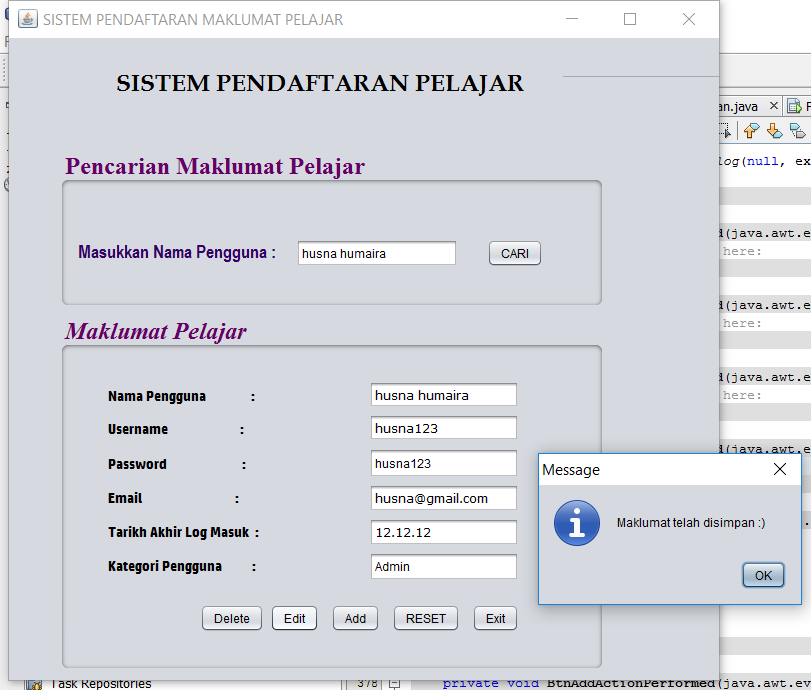 SISTEM PENDAFTARAN MAKLUMAT PELAJAR
SISTEM PENDAFTARAN PELAJAR
an.java
log(null, ex
Pencarian Maklumat Pelajar
d(java.awt.e
Masukkan Nama Pengguna : husna humaira CARI
here:
d(java.awt.e
here:
Maklumat Pelajar
d(java.awt.e
Nama Pengguna : husna humaira
here:
Username : husna123
d(java.awt.e
Password : husna123
Email : husna@gmail.com
Tarikh Akhir Log Masuk : 12.12.12
Kategori Pengguna : Admin
Message
Maklumat telah disimpan :)
OK
Delete Edit Add RESET Exit
Task Repositories
378 private void BtnAddActionPerformed(java.awt.e